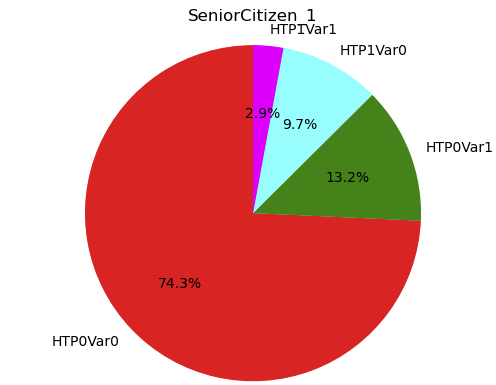 SeniorCitizen_1
HTP1Var1
HTP1Var0
2.9%
9.7%
HTP0Var1
13.2%
74.3%
HTP0Var0